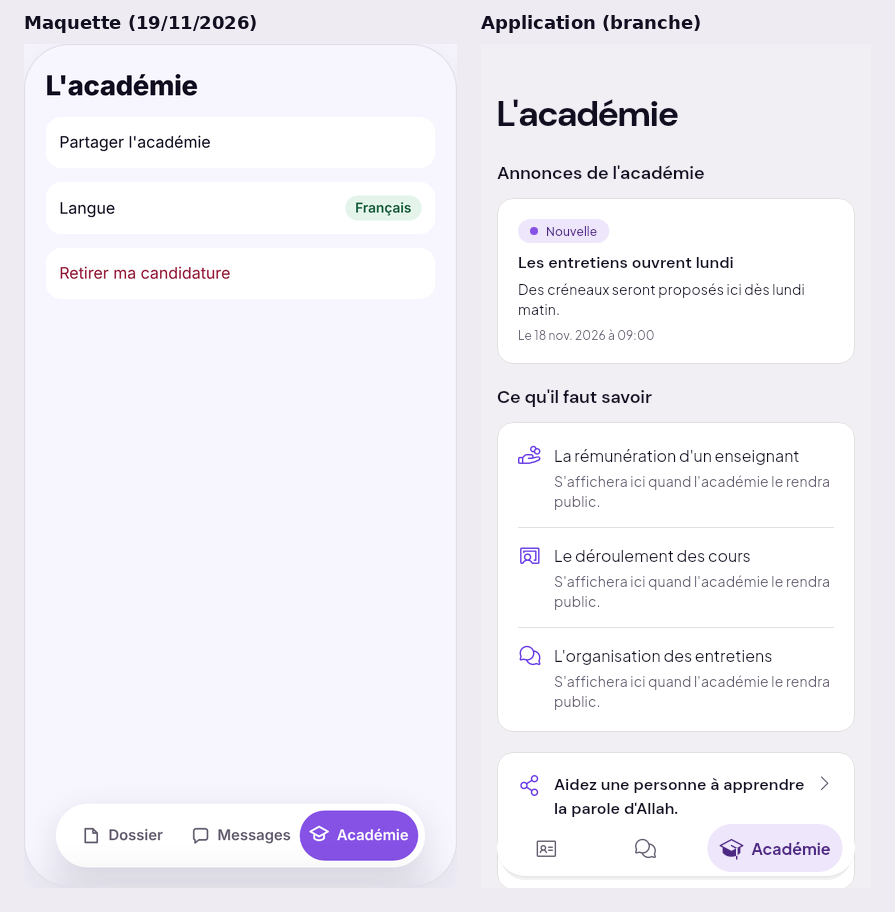 Maquette (19/11/2026)
L'académie
Partager l'académie
Langue
Français
Retirer ma candidature
Dossier
Messages
Académie
Application (branche)
L'académie
Annonces de l'académie
Nouvelle
Les entretiens ouvrent lundi
Des créneaux seront proposés ici dès lundi
matin.
Le 18 nov. 2026 à 09:00
Ce qu'il faut savoir
La rémunération d'un enseignant
S'affichera ici quand l'académie le rendra
public.
Le déroulement des cours
S'affichera ici quand l'académie le rendra
public.
L'organisation des entretiens
S'affichera ici quand l'académie le rendra
public.
Aidez une personne à apprendre
la parole d'Allah.
Académie